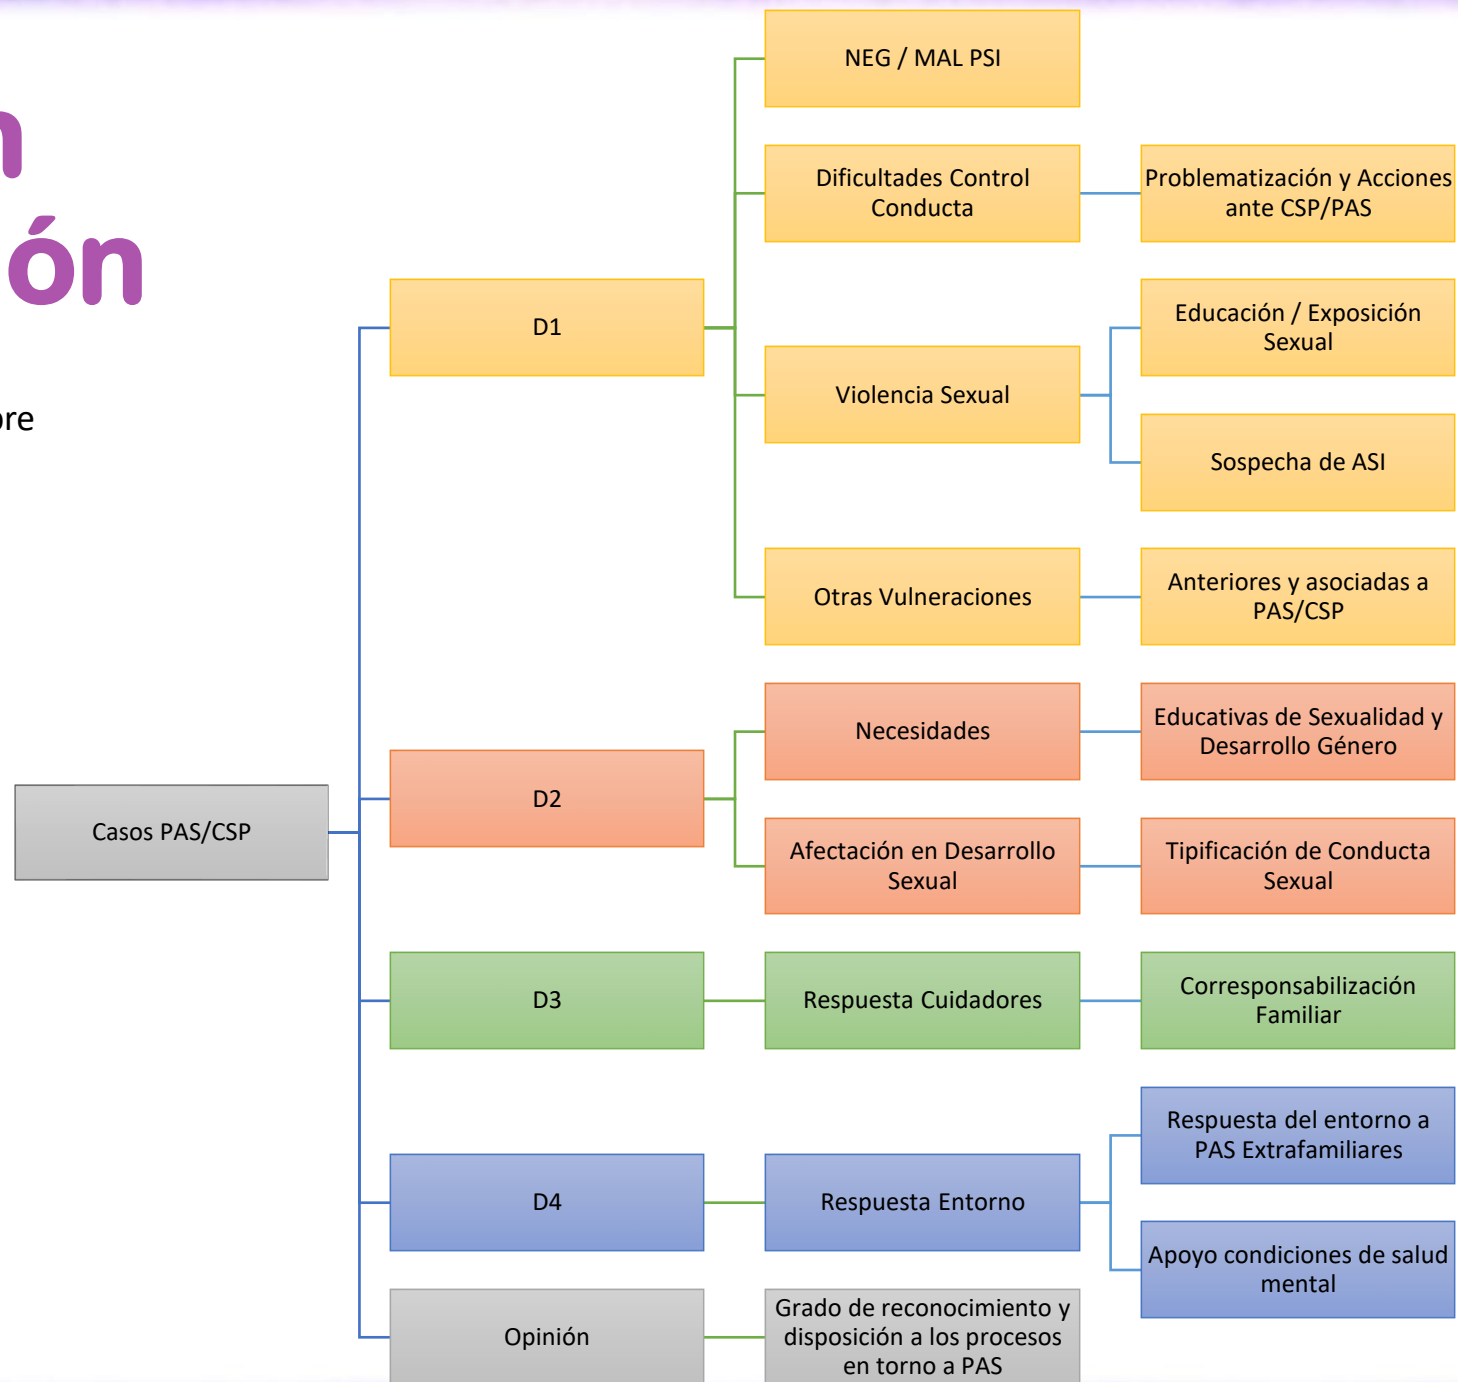 n
ón
bre
Casos PAS/CSP
D1
NEG / MAL PSI
Dificultades Control
Conducta
Problematización y Acciones
ante CSP/PAS
Violencia Sexual
Educación / Exposición
Sexual
Sospecha de ASI
Otras Vulneraciones
Anteriores y asociadas a
PAS/CSP
D2
Necesidades
Educativas de Sexualidad y
Desarrollo Género
Afectación en Desarrollo
Sexual
Tipificación de Conducta
Sexual
D3
Respuesta Cuidadores
Corresponsabilización
Familiar
D4
Respuesta Entorno
Respuesta del entorno a
PAS Extrafamiliares
Apoyo condiciones de salud
mental
Opinión
Grado de reconocimiento y
disposición a los procesos
en torno a PAS